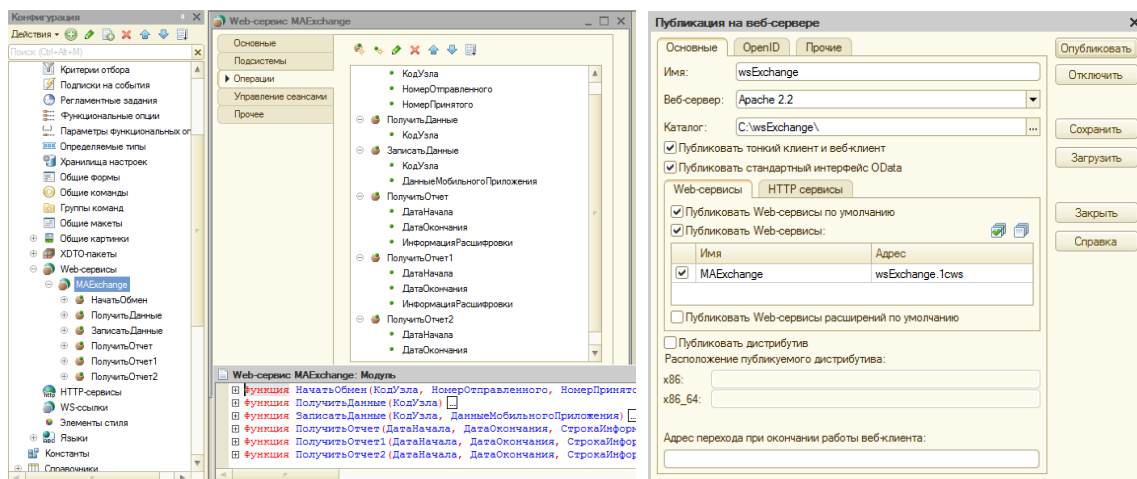 Конфигурация
Действия
Поиск (Ctrl+Alt+M)
Критерии отбора
Подписки на события
Регламентные задания
Функциональные опции
Параметры функциональных оп
Определяемые типы
Хранилища настроек
Общие формы
Общие команды
Группы команд
Общие макеты
Общие картинки
XDTO-пакеты
Web-сервисы
MAExchange
НачатьОбмен
ПолучитьДанные
ЗаписатьДанные
ПолучитьОтчет
ПолучитьОтчет1
ПолучитьОтчет2
HTTP-сервисы
WS-ссылки
Элементы стиля
Языки
Константы
Справочники
Web-сервис MAExchange
Основные
Подсистемы
Операции
Управление сеансами
Прочее
КодУзла
НомерОтправленного
НомерПринятого
ПолучитьДанные
КодУзла
ЗаписатьДанные
КодУзла
ДанныеМобильногоПриложения
ПолучитьОтчет
ДатаНачала
ДатаОкончания
ИнформацияРасшифровки
ПолучитьОтчет1
ДатаНачала
ДатаОкончания
ИнформацияРасшифровки
ПолучитьОтчет2
ДатаНачала
ДатаОкончания
Web-сервис MAExchange: Модуль
Функция НачатьОбмен(КодУзла, НомерОтправленного, НомерПринято
Функция ПолучитьДанные(КодУзла) ...
Функция ЗаписатьДанные(КодУзла, ДанныеМобильногоПриложения) ...
Функция ПолучитьОтчет(ДатаНачала, ДатаОкончания, СтрокаИнформ
Функция ПолучитьОтчет1(ДатаНачала, ДатаОкончания, СтрокаИнфор
Функция ПолучитьОтчет2(ДатаНачала, ДатаОкончания, СтрокаИнфор
Публикация на веб-сервере
Основные OpenID Прочие
Имя: wsExchange
Веб-сервер: Apache 2.2
Каталог: C:\wsExchange\ ...
Публиковать тонкий клиент и веб-клиент
Публиковать стандартный интерфейс OData
Web-сервисы HTTP сервисы
Публиковать Web-сервисы по умолчанию
Публиковать Web-сервисы:
Имя Адрес
MAExchange wsExchange.1cws
Публиковать Web-сервисы расширений по умолчанию
Публиковать дистрибутив
Расположение публикуемого дистрибутива:
x86:
x86_64:
Адрес перехода при окончании работы веб-клиента:
Опубликовать
Отключить
Сохранить
Загрузить
Закрыть
Справка